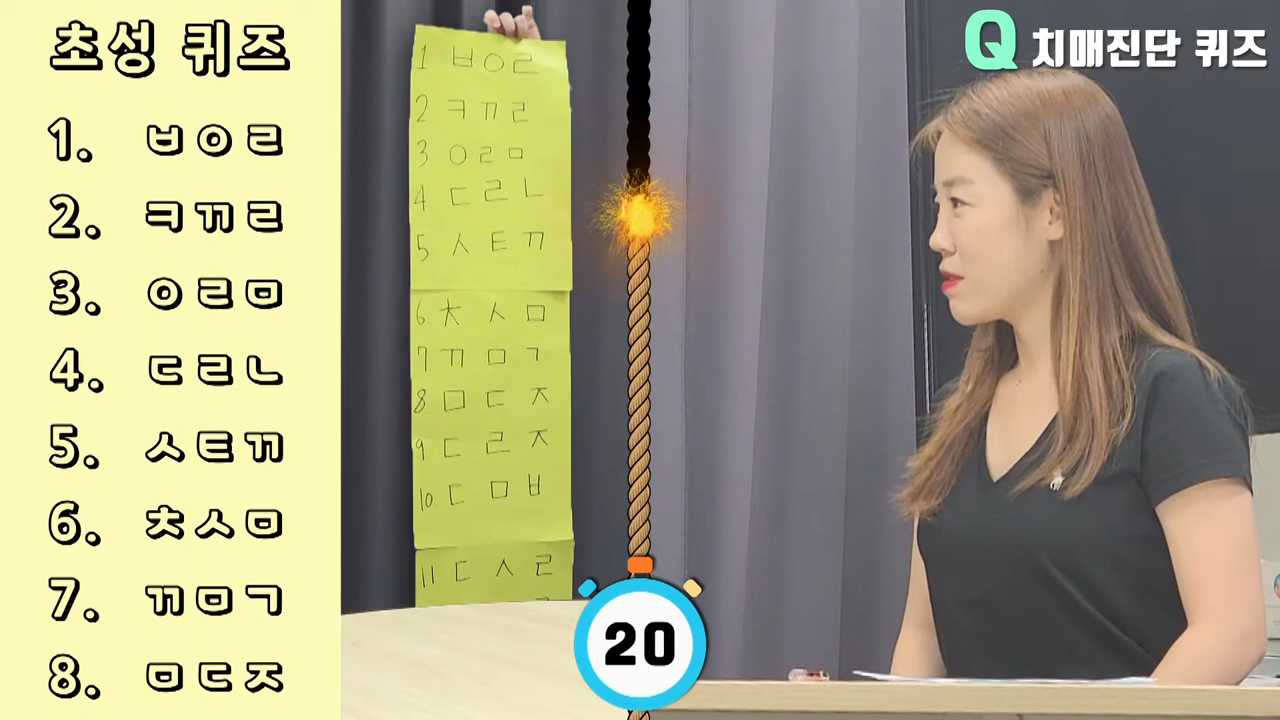 초성 퀴즈
1. ㅂㅇㄹ
2. ㅋㄲㄹ
3. ㅇㄹㅁ
4. ㄷㄹㄴ
5. ㅅㅌㄲ
6. ㅊㅅㅁ
7. ㄲㅁㄱ
8. ㅁㄷㅈ
1 ㅂㅇㄹ
2 ㅋㄲㄹ
3 ㅇㄹㅁ
4 ㄷㄹㄴ
5 ㅅㅌㄲ
6 ㅊㅅㅁ
7 ㄲㅁㄱ
8 ㅁㄷㅈ
9 ㄷㄹㅈ
10 ㄷㅁㅂ
11 ㄷㅅㄹ
20
Q 치매진단 퀴즈